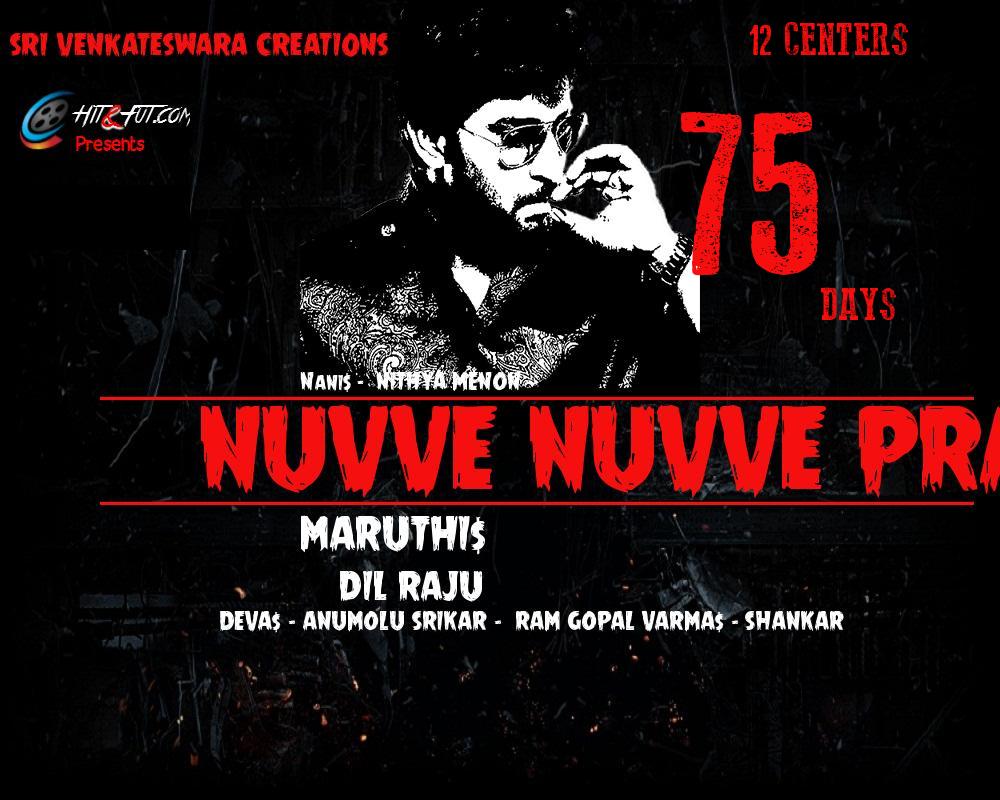 SRI VENKATESWARA CREATIONS
12 CENTERS
HIT&FUT.COM
Presents
75
DAYS
NANI$ - NITHYA MENON -
NUVVE NUVVE PRA
MARUTHI$
DIL RAJU
DEVA$ - ANUMOLU SRIKAR - RAM GOPAL VARMA$ - SHANKAR